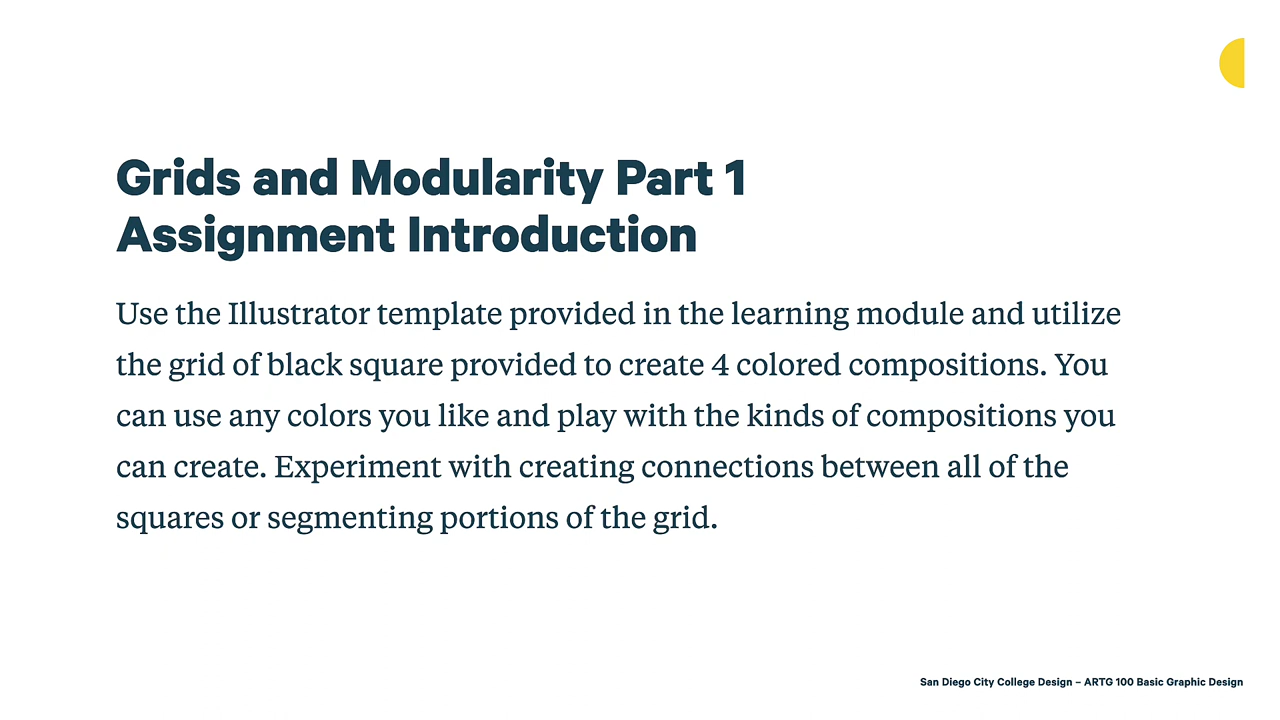 Grids and Modularity Part 1
Assignment Introduction
Use the Illustrator template provided in the learning module and utilize
the grid of black square provided to create 4 colored compositions. You
can use any colors you like and play with the kinds of compositions you
can create. Experiment with creating connections between all of the
squares or segmenting portions of the grid.
San Diego City College Design – ARTG 100 Basic Graphic Design